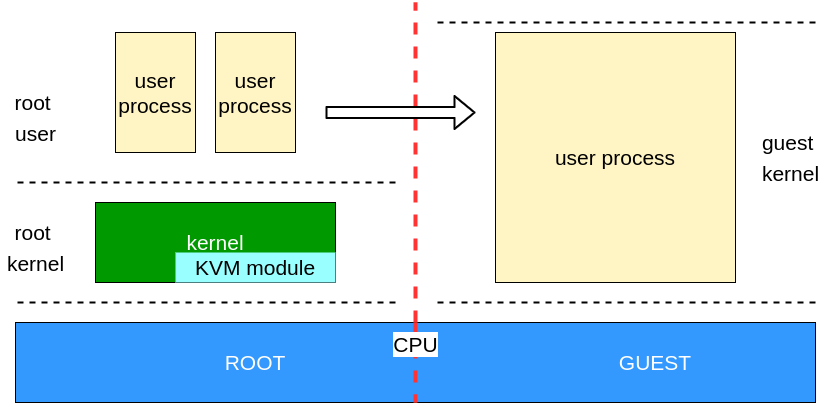 root
user
user
process
user
process
user process
guest
kernel
root
kernel
kernel
KVM module
CPU
ROOT
GUEST